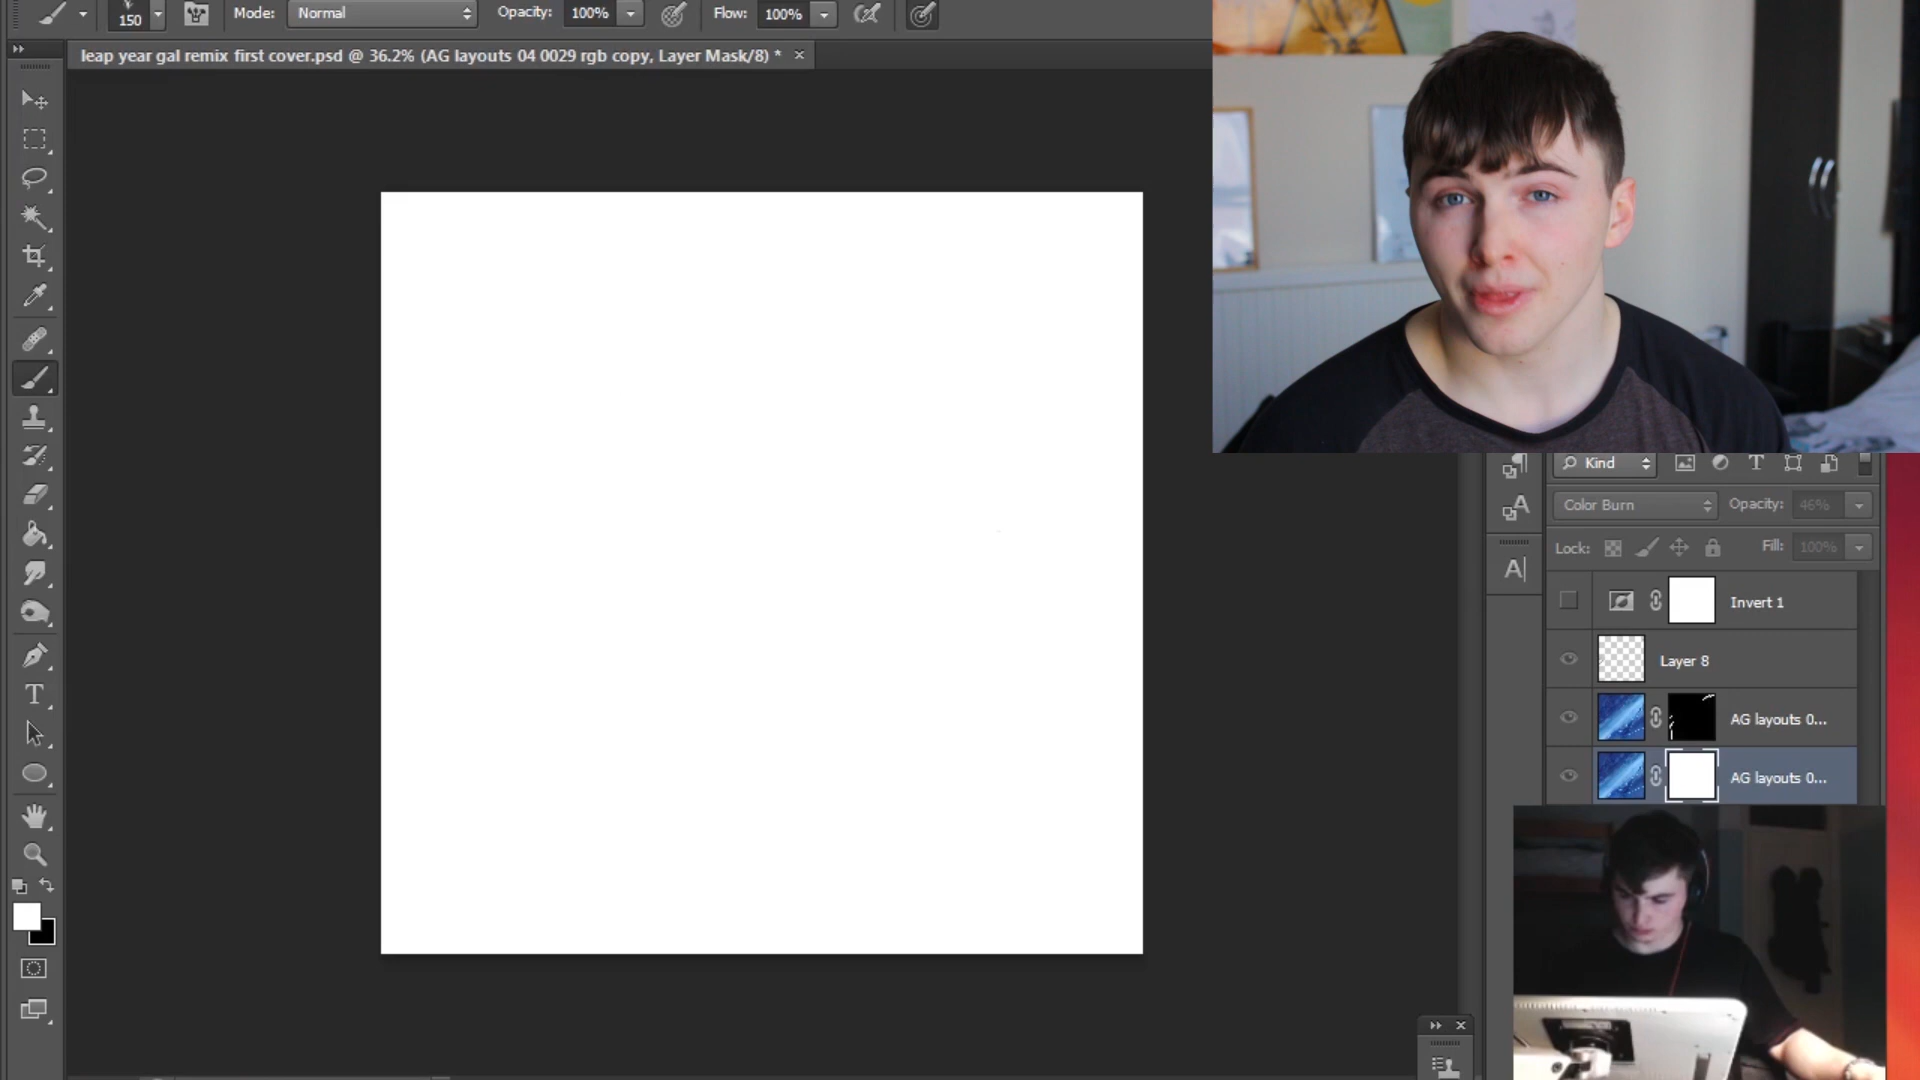 150 Mode: Normal Opacity: 100% Flow: 100%
leap year gal remix first cover.psd @ 36.2% (AG layouts 04 0029 rgb copy, Layer Mask/8) *
Kind
Color Burn Opacity: 46%
Lock: Fill: 100%
Invert 1
Layer 8
AG layouts 0...
AG layouts 0...